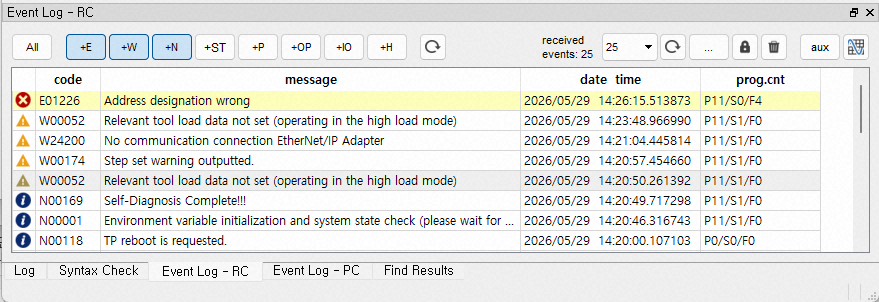 Event Log - RC
All +E +W +N +ST +P +OP +IO +H received events: 25 25 ... aux
code message date time prog.cnt
E01226 Address designation wrong 2026/05/29 14:26:15.513873 P11/S0/F4
W00052 Relevant tool load data not set (operating in the high load mode) 2026/05/29 14:23:48.966990 P11/S1/F0
W24200 No communication connection EtherNet/IP Adapter 2026/05/29 14:21:04.445814 P11/S1/F0
W00174 Step set warning outputted. 2026/05/29 14:20:57.454660 P11/S1/F0
W00052 Relevant tool load data not set (operating in the high load mode) 2026/05/29 14:20:50.261392 P11/S1/F0
N00169 Self-Diagnosis Complete!!! 2026/05/29 14:20:49.717298 P11/S1/F0
N00001 Environment variable initialization and system state check (please wait for ... 2026/05/29 14:20:46.316743 P11/S1/F0
N00118 TP reboot is requested. 2026/05/29 14:20:00.107103 P0/S0/F0
Log Syntax Check Event Log - RC Event Log - PC Find Results